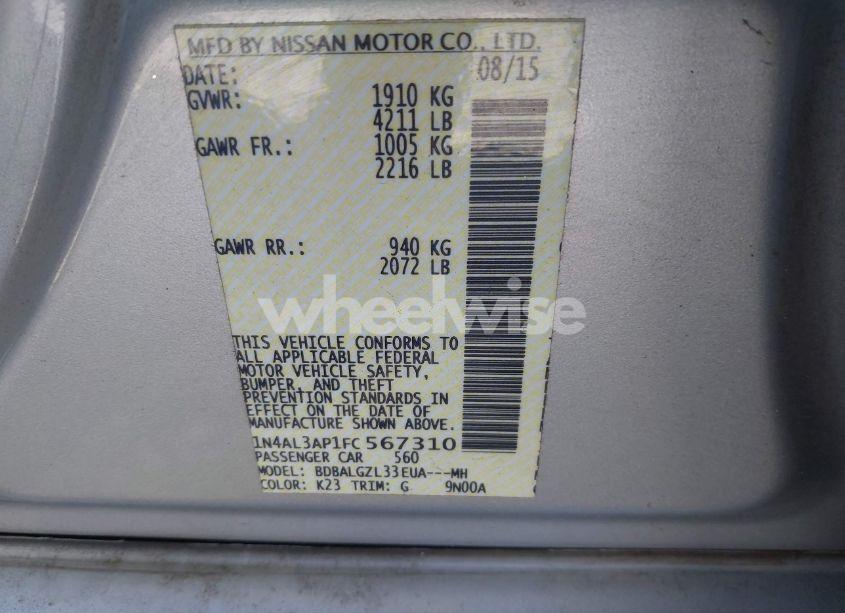 MFD BY NISSAN MOTOR CO., LTD.
DATE: 08/15
GVWR: 1910 KG
4211 LB
GAWR FR.: 1005 KG
2216 LB
GAWR RR.: 940 KG
2072 LB
wheelwise
THIS VEHICLE CONFORMS TO
ALL APPLICABLE FEDERAL
MOTOR VEHICLE SAFETY,
BUMPER, AND THEFT
PREVENTION STANDARDS IN
EFFECT ON THE DATE OF
MANUFACTURE SHOWN ABOVE.
1N4AL3AP1FC567310
PASSENGER CAR 560
MODEL: BDBALGZL33EUA---MH
COLOR: K23 TRIM: G 9N00A